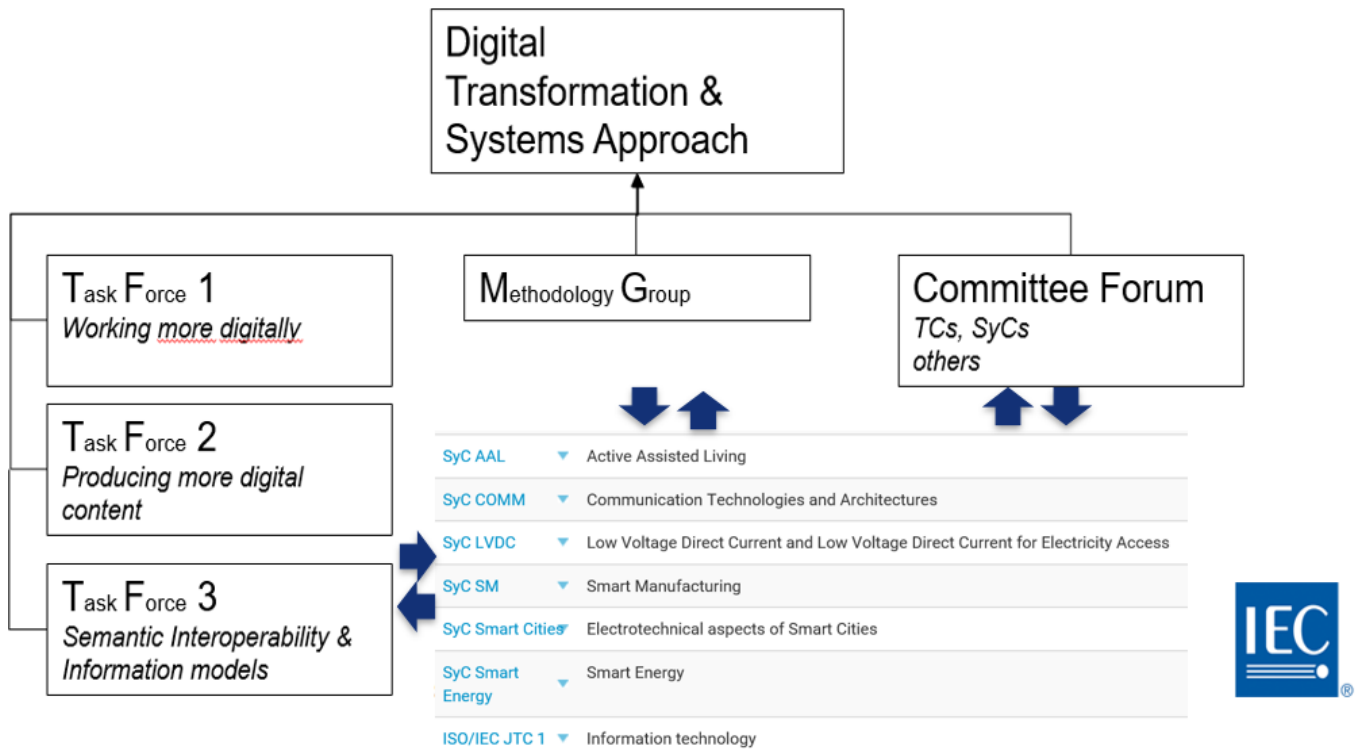 Digital
Transformation &
Systems Approach
Task Force 1
Working more digitally
Methodology Group
Committee Forum
TCs, SyCs
others
Task Force 2
Producing more digital
content
Task Force 3
Semantic Interoperability &
Information models
SyC AAL Active Assisted Living
SyC COMM Communication Technologies and Architectures
SyC LVDC Low Voltage Direct Current and Low Voltage Direct Current for Electricity Access
SyC SM Smart Manufacturing
SyC Smart Cities Electrotechnical aspects of Smart Cities
SyC Smart Smart Energy
Energy
ISO/IEC JTC 1 Information technology
IEC
®